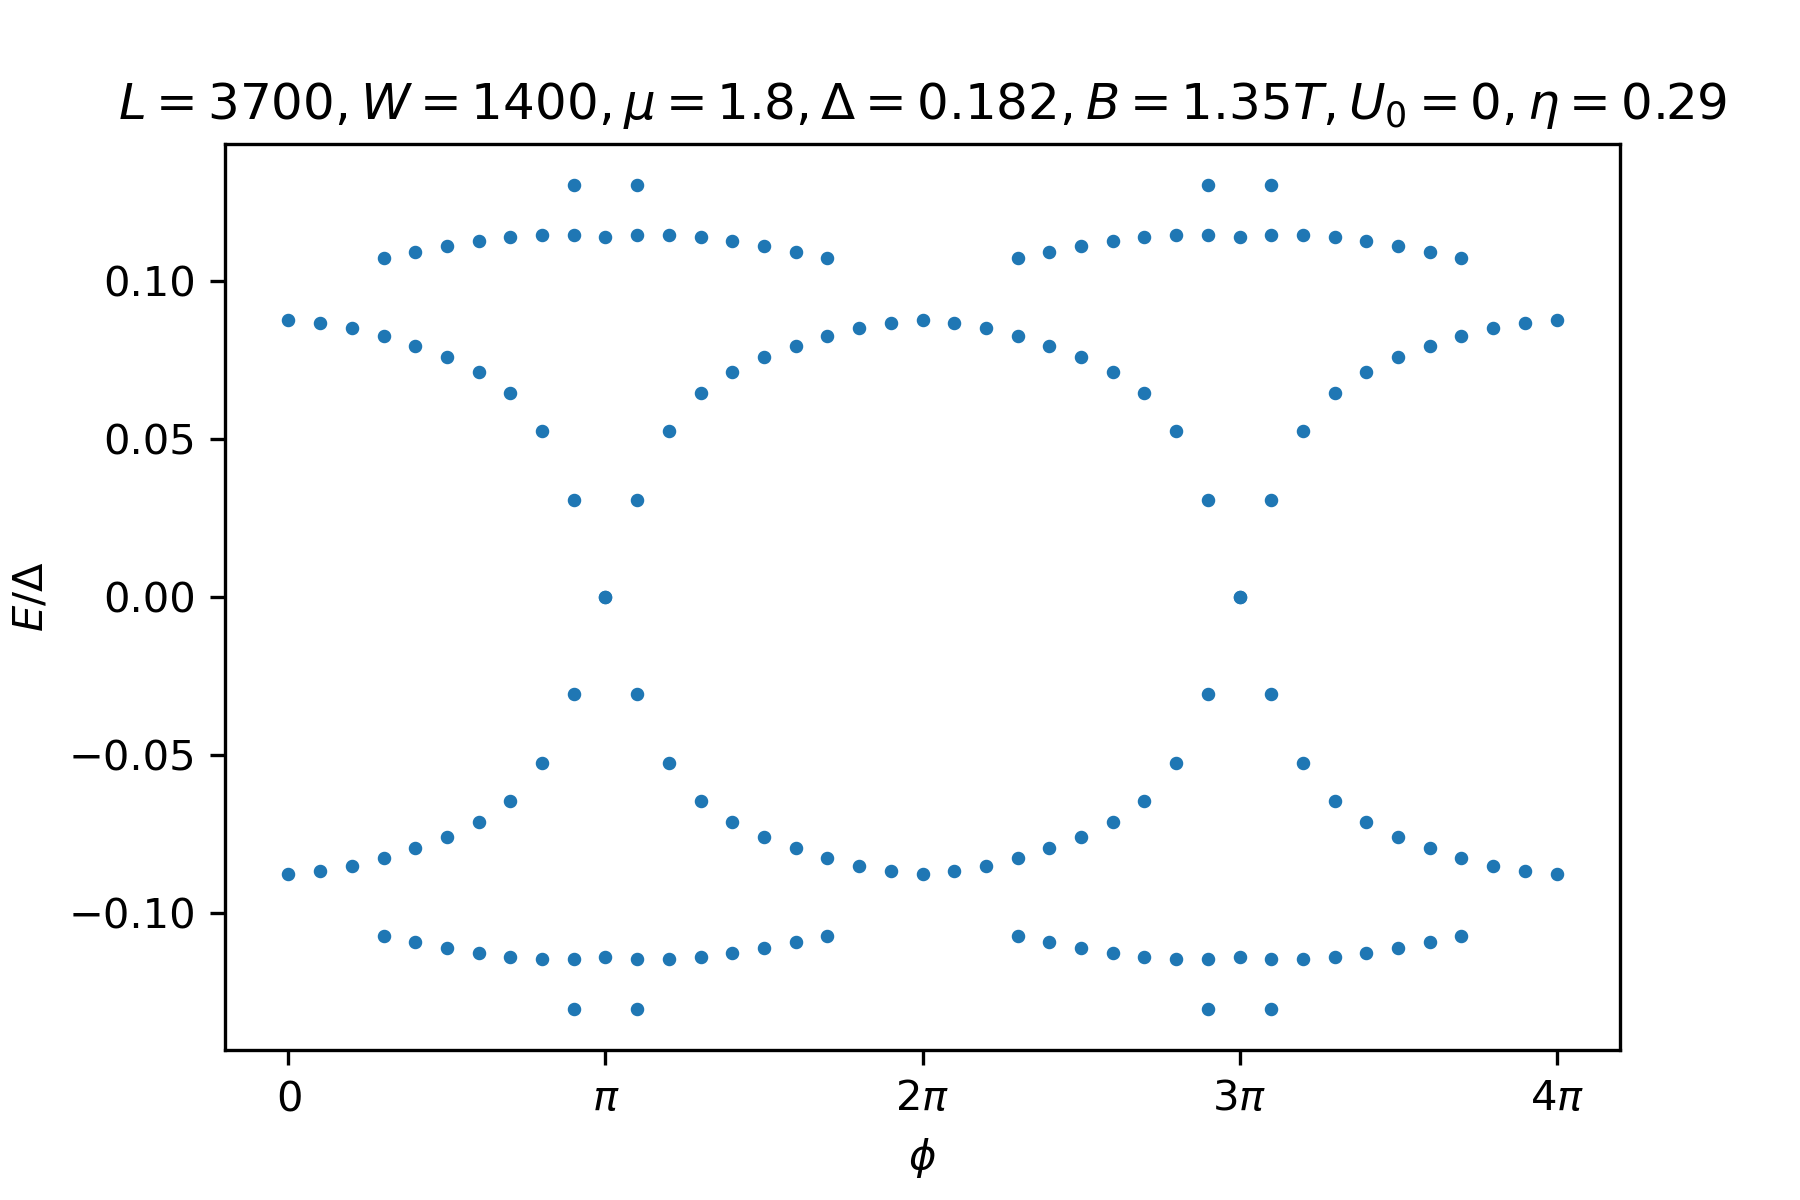 L = 3700, W = 1400, μ = 1.8, Δ = 0.182, B = 1.35T, U₀ = 0, η = 0.29
0.10
0.05
0.00
−0.05
−0.10
E/Δ
0 π 2π 3π 4π
ϕ